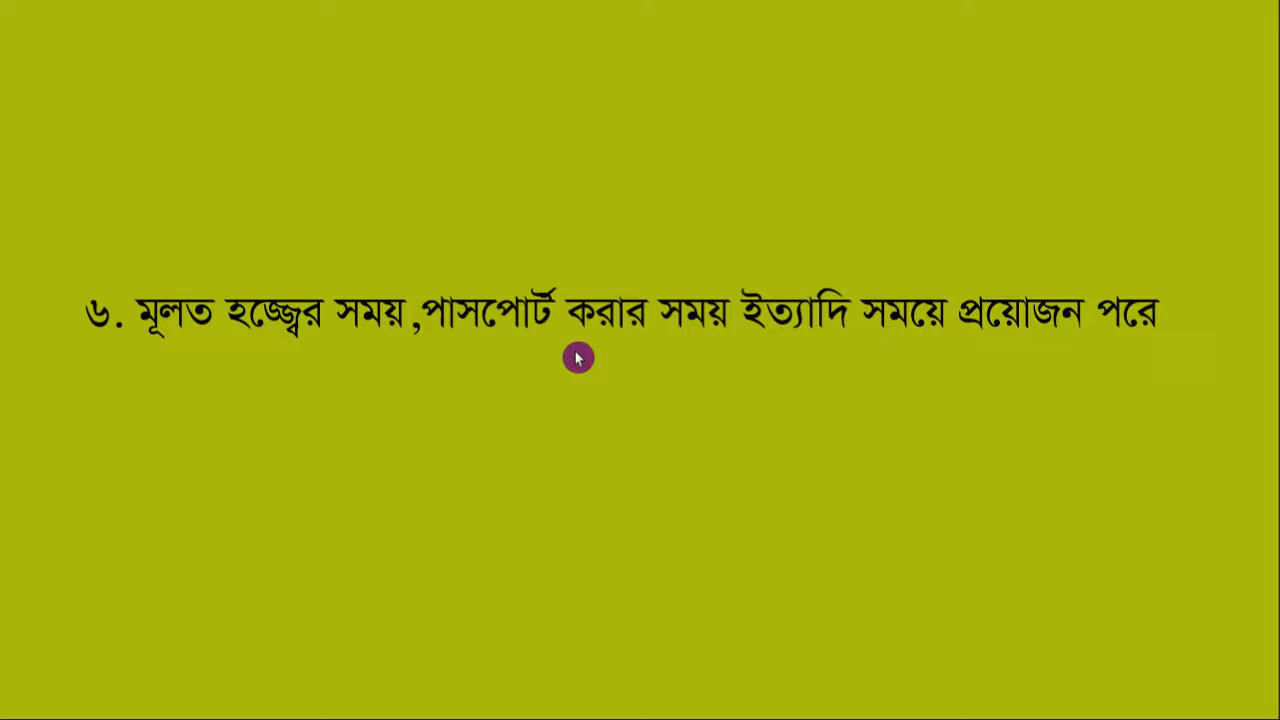 ৬. মূলত হজ্জ্বের সময় ,পাসপোর্ট করার সময় ইত্যাদি সময়ে প্রয়োজন পরে